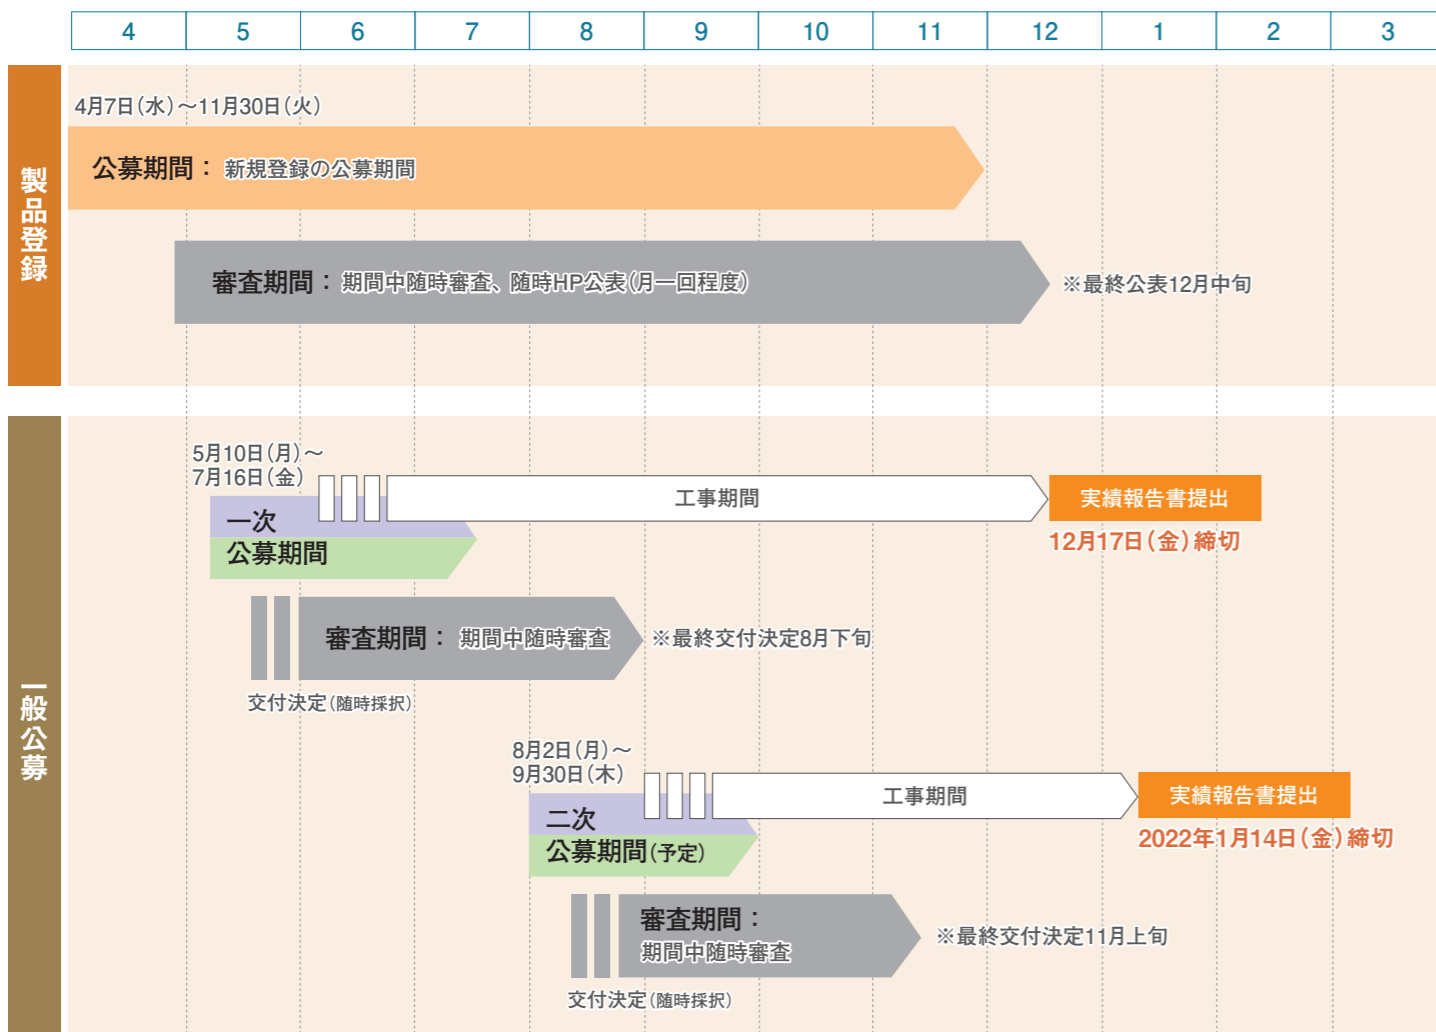 4 5 6 7 8 9 10 11 12 1 2 3
製品登録
4月7日(水)～11月30日(火)
公募期間： 新規登録の公募期間
審査期間： 期間中随時審査、随時HP公表(月一回程度)
※最終公表12月中旬
一般公募
5月10日(月)～
7月16日(金)
一次
公募期間
工事期間
実績報告書提出
12月17日(金)締切
審査期間： 期間中随時審査
※最終交付決定8月下旬
交付決定(随時採択)
8月2日(月)～
9月30日(木)
二次
公募期間(予定)
工事期間
実績報告書提出
2022年1月14日(金)締切
審査期間：
期間中随時審査
※最終交付決定11月上旬
交付決定(随時採択)